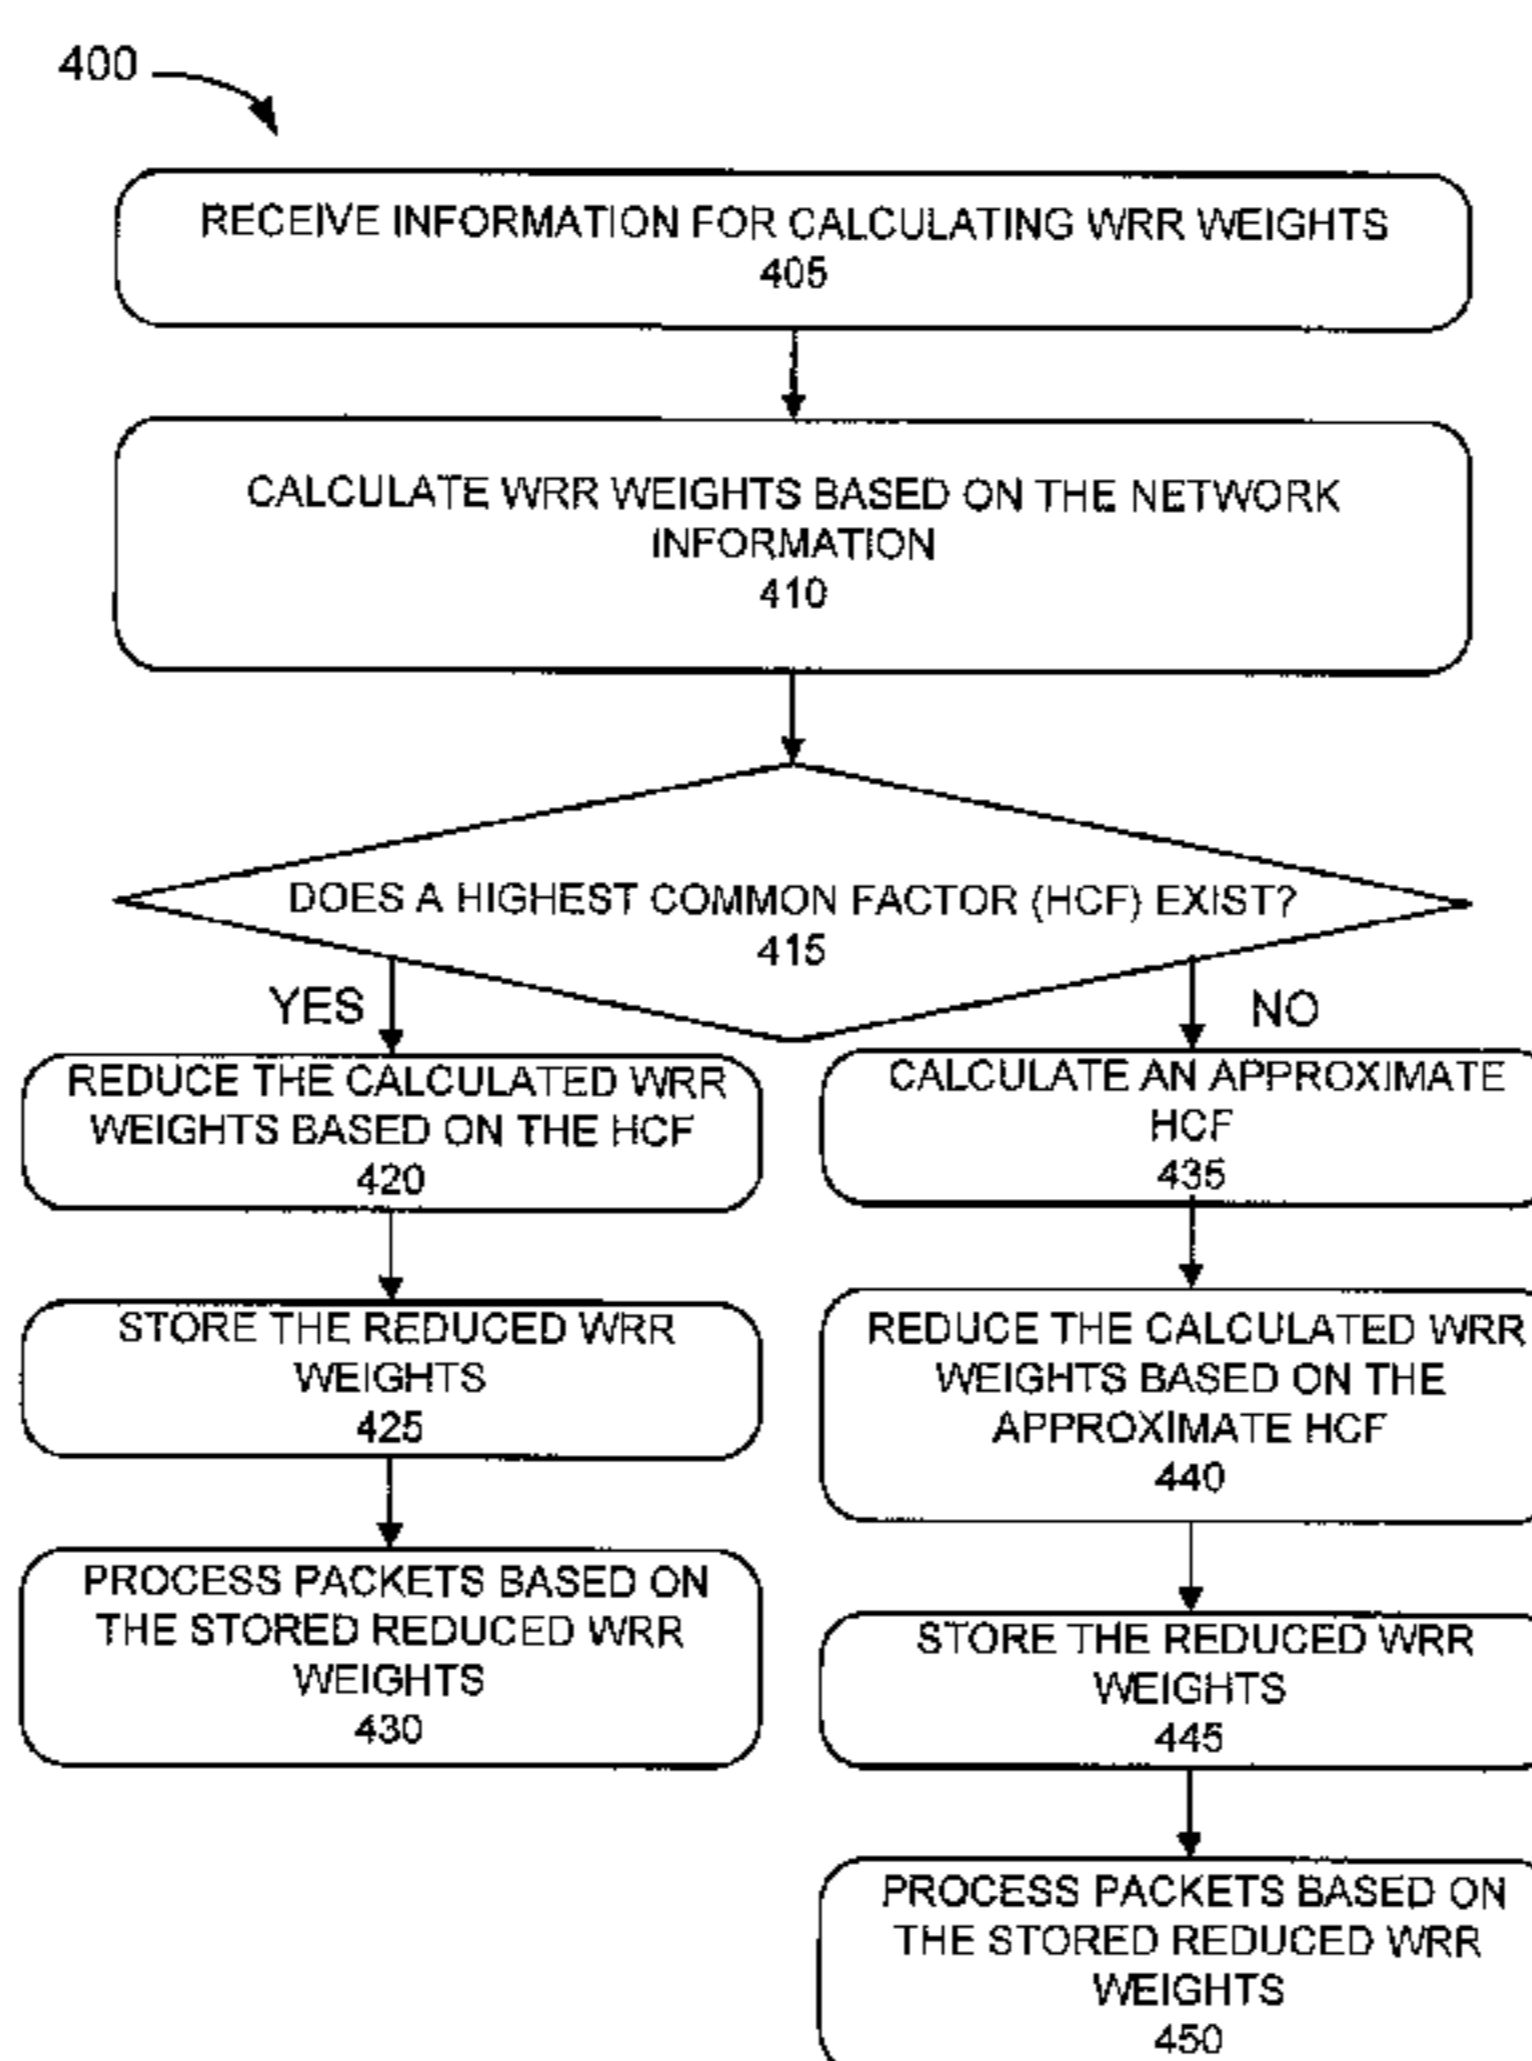 400
RECEIVE INFORMATION FOR CALCULATING WRR WEIGHTS
405
CALCULATE WRR WEIGHTS BASED ON THE NETWORK
INFORMATION
410
DOES A HIGHEST COMMON FACTOR (HCF) EXIST?
415
YES
NO
REDUCE THE CALCULATED WRR
WEIGHTS BASED ON THE HCF
420
STORE THE REDUCED WRR
WEIGHTS
425
PROCESS PACKETS BASED ON
THE STORED REDUCED WRR
WEIGHTS
430
CALCULATE AN APPROXIMATE
HCF
435
REDUCE THE CALCULATED WRR
WEIGHTS BASED ON THE
APPROXIMATE HCF
440
STORE THE REDUCED WRR
WEIGHTS
445
PROCESS PACKETS BASED ON
THE STORED REDUCED WRR
WEIGHTS
450